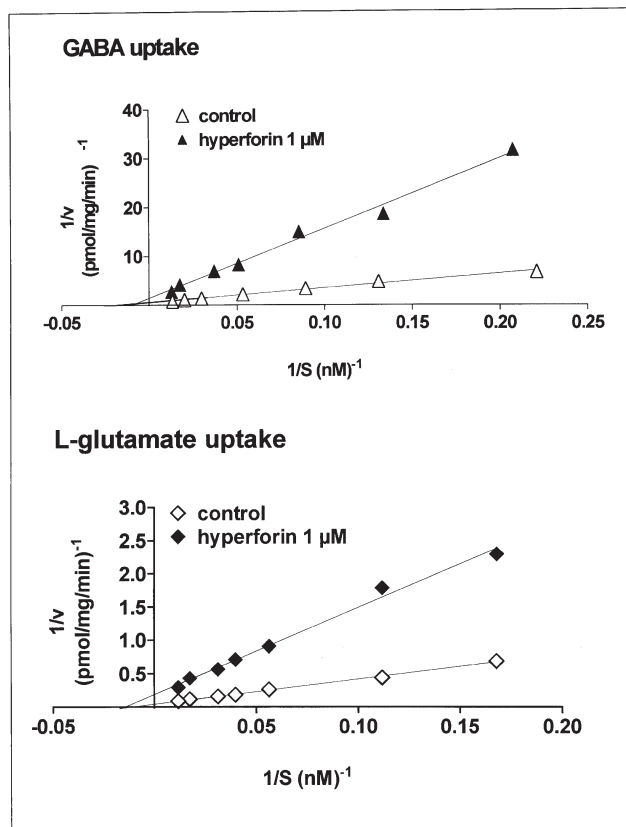 GABA uptake
1/v
(pmol/mg/min) -1
40
30
20
10
△ control
▲ hyperforin 1 µM
-0.05
0.05
0.10
0.15
0.20
0.25
1/S (nM)-1
L-glutamate uptake
1/v
(pmol/mg/min)-1
3.0
2.5
2.0
1.5
1.0
0.5
◇ control
◆ hyperforin 1 µM
-0.05
0.05
0.10
0.15
0.20
1/S (nM)-1